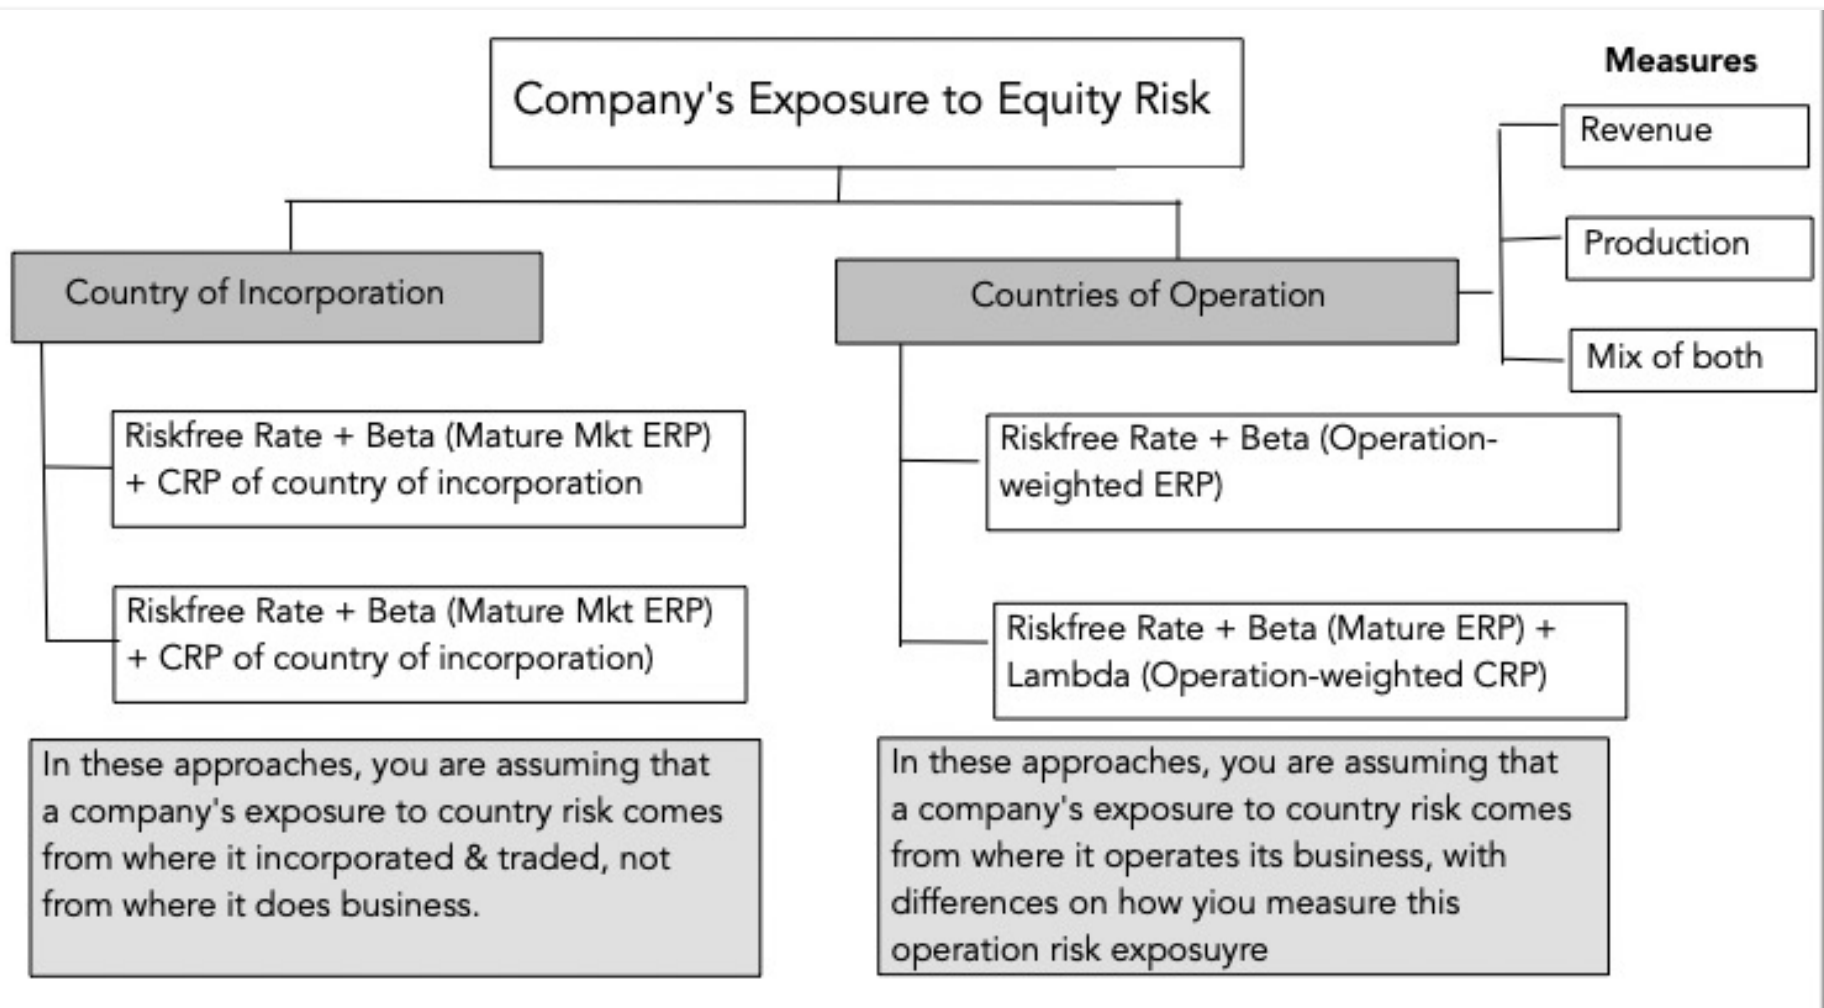 Company's Exposure to Equity Risk
Measures
Revenue
Production
Mix of both
Country of Incorporation
Riskfree Rate + Beta (Mature Mkt ERP)
+ CRP of country of incorporation
Riskfree Rate + Beta (Mature Mkt ERP)
+ CRP of country of incorporation)
In these approaches, you are assuming that
a company's exposure to country risk comes
from where it incorporated & traded, not
from where it does business.
Countries of Operation
Riskfree Rate + Beta (Operation-
weighted ERP)
Riskfree Rate + Beta (Mature ERP) +
Lambda (Operation-weighted CRP)
In these approaches, you are assuming that
a company's exposure to country risk comes
from where it operates its business, with
differences on how yiou measure this
operation risk exposuyre